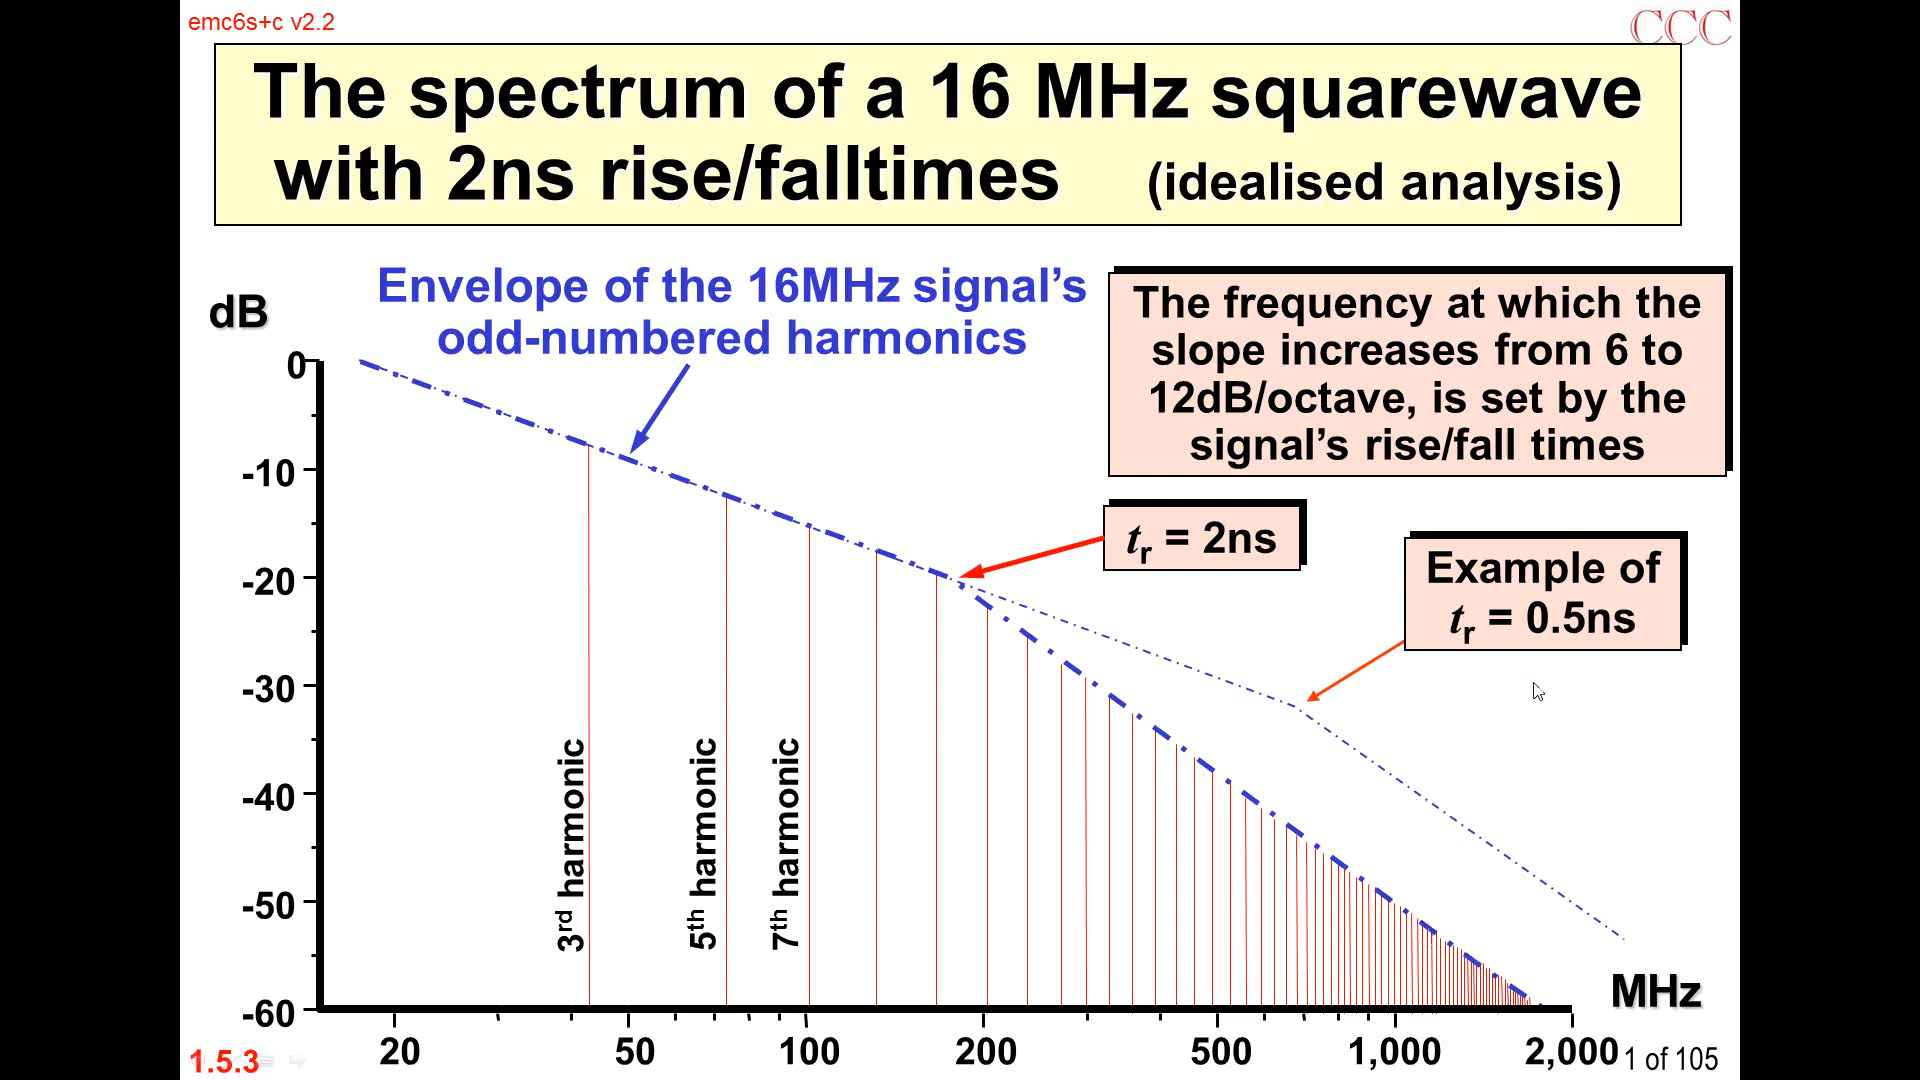 emc6s+c v2.2
CCC
The spectrum of a 16 MHz squarewave
with 2ns rise/falltimes (idealised analysis)
Envelope of the 16MHz signal’s
odd-numbered harmonics
The frequency at which the
slope increases from 6 to
12dB/octave, is set by the
signal’s rise/fall times
dB
0
-10
-20
-30
-40
-50
-60
tr = 2ns
Example of
tr = 0.5ns
3rd harmonic
5th harmonic
7th harmonic
MHz
20 50 100 200 500 1,000 2,000
1.5.3
1 of 105